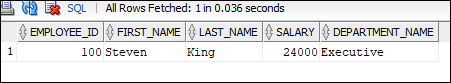 SQL | All Rows Fetched: 1 in 0.036 seconds
EMPLOYEE_ID FIRST_NAME LAST_NAME SALARY DEPARTMENT_NAME
1 100 Steven King 24000 Executive